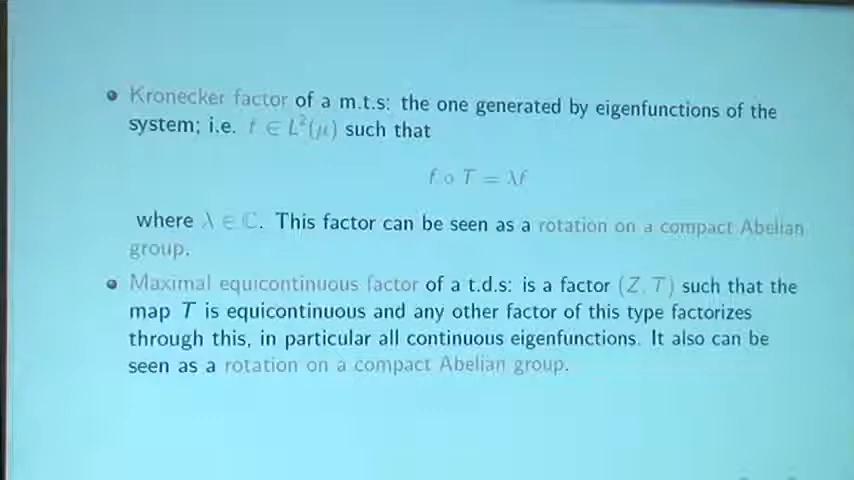 Kronecker factor of a m.t.s: the one generated by eigenfunctions of the
system; i.e. f ∈ L²(μ) such that
f ∘ T = λf
where λ ∈ ℂ. This factor can be seen as a rotation on a compact Abelian
group.
Maximal equicontinuous factor of a t.d.s: is a factor (Z, T) such that the
map T is equicontinuous and any other factor of this type factorizes
through this, in particular all continuous eigenfunctions. It also can be
seen as a rotation on a compact Abelian group.